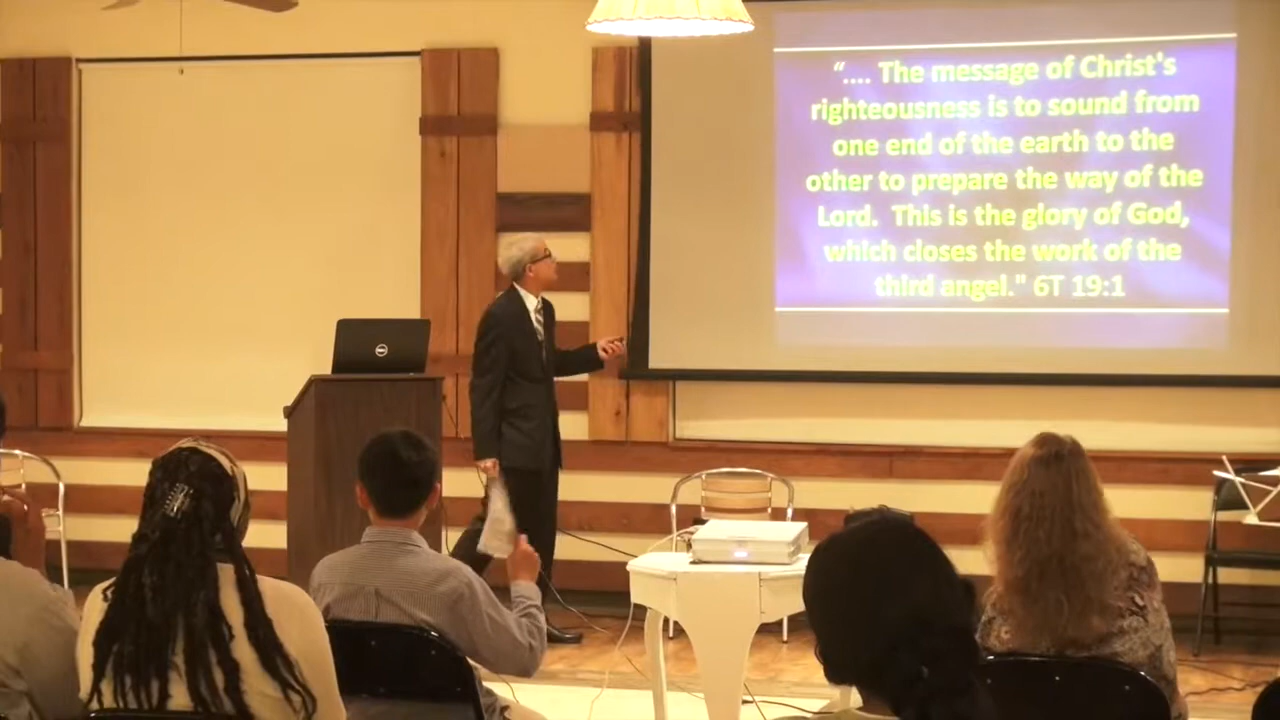 “.... The message of Christ's
righteousness is to sound from
one end of the earth to the
other to prepare the way of the
Lord.  This is the glory of God,
which closes the work of the
third angel." 6T 19:1